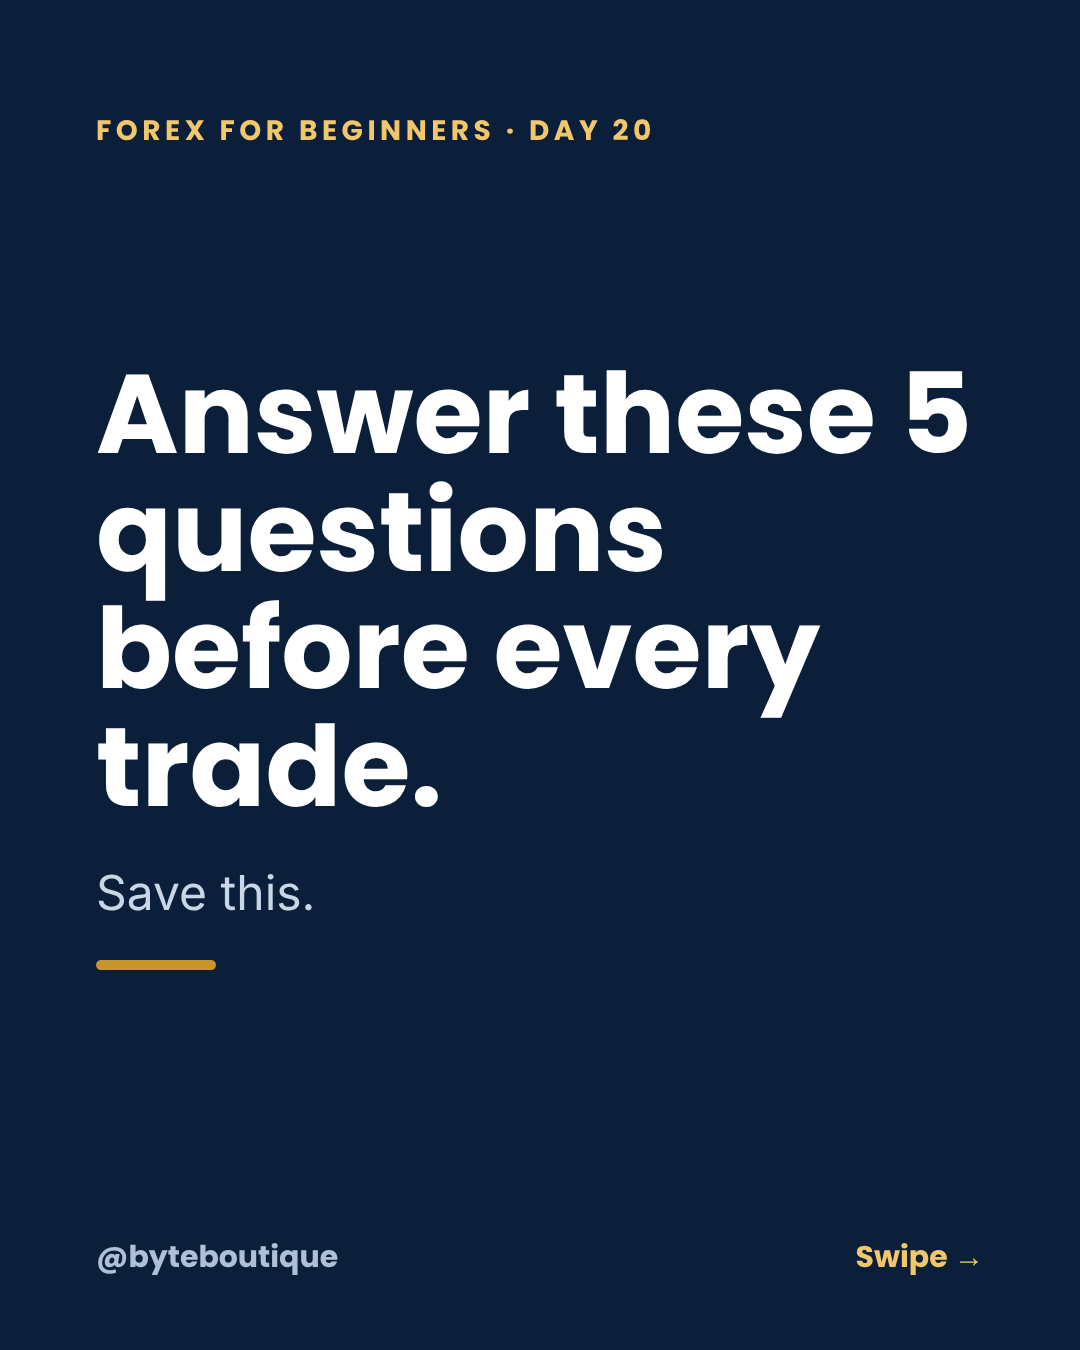 FOREX FOR BEGINNERS · DAY 20
Answer these 5
questions
before every
trade.
Save this.
@byteboutique
Swipe →